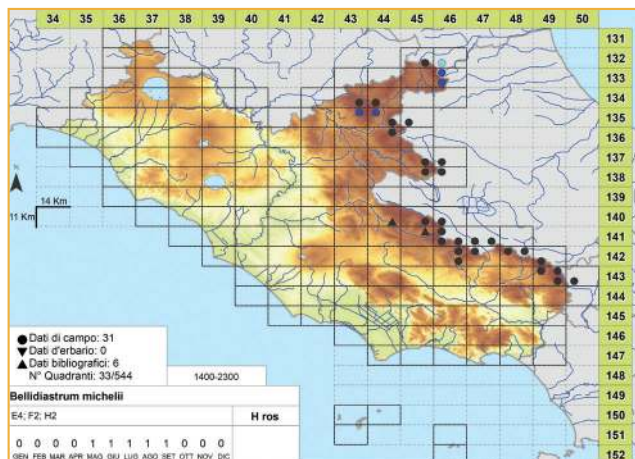 34 35 36 37 38 39 40 41 42 43 44 45 46 47 48 49 50
131
132
133
134
135
136
137
138
139
140
141
142
143
144
145
146
147
148
149
150
151
152
14 Km
11 Km
Dati di campo: 31
Dati d'erbario: 0
Dati bibliografici: 6
N° Quadranti: 33/544
1400-2300
Bellidiastrum michelii
E4; F2; H2
H ros
0 0 0 0 1 1 1 1 1 0 0 0
GEN FEB MAR APR MAG GIU LUG AGO SET OTT NOV DIC